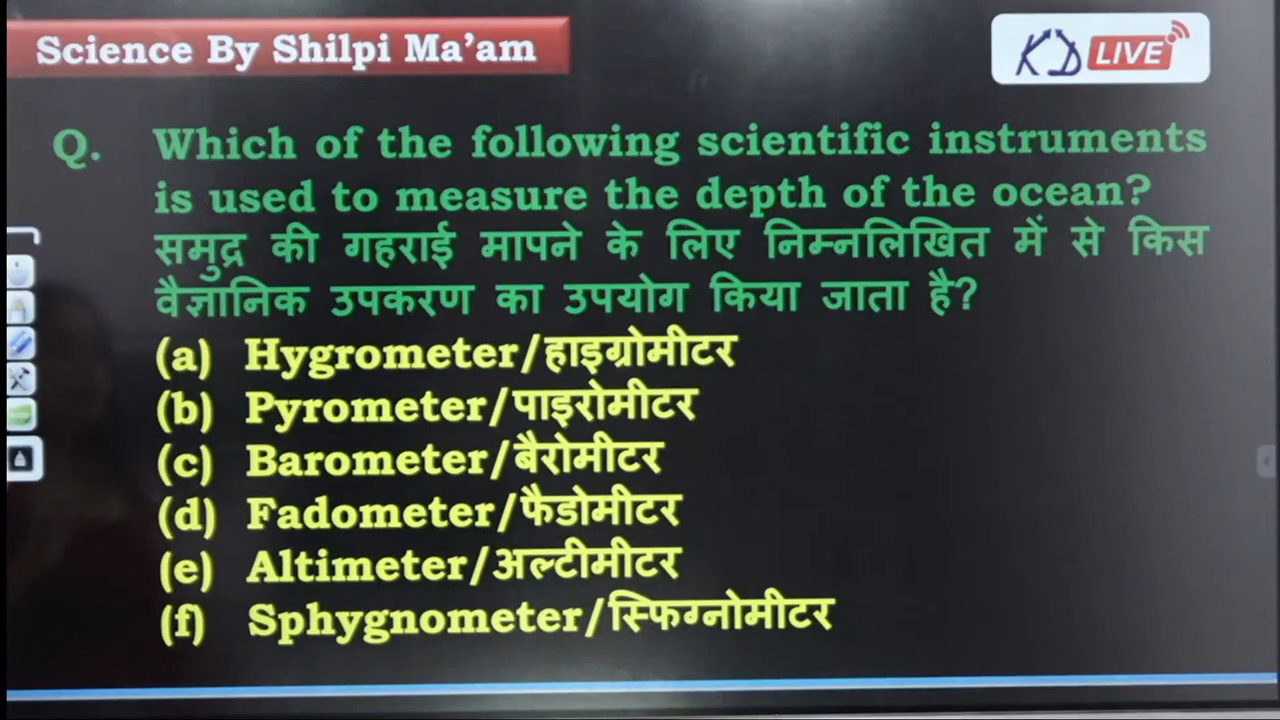 Science By Shilpi Ma’am
KD LIVE
Q. Which of the following scientific instruments
is used to measure the depth of the ocean?
समुद्र की गहराई मापने के लिए निम्नलिखित में से किस
वैज्ञानिक उपकरण का उपयोग किया जाता है?
(a) Hygrometer/हाइग्रोमीटर
(b) Pyrometer/पाइरोमीटर
(c) Barometer/बैरोमीटर
(d) Fadometer/फैडोमीटर
(e) Altimeter/अल्टीमीटर
(f) Sphygnometer/स्फिग्नोमीटर